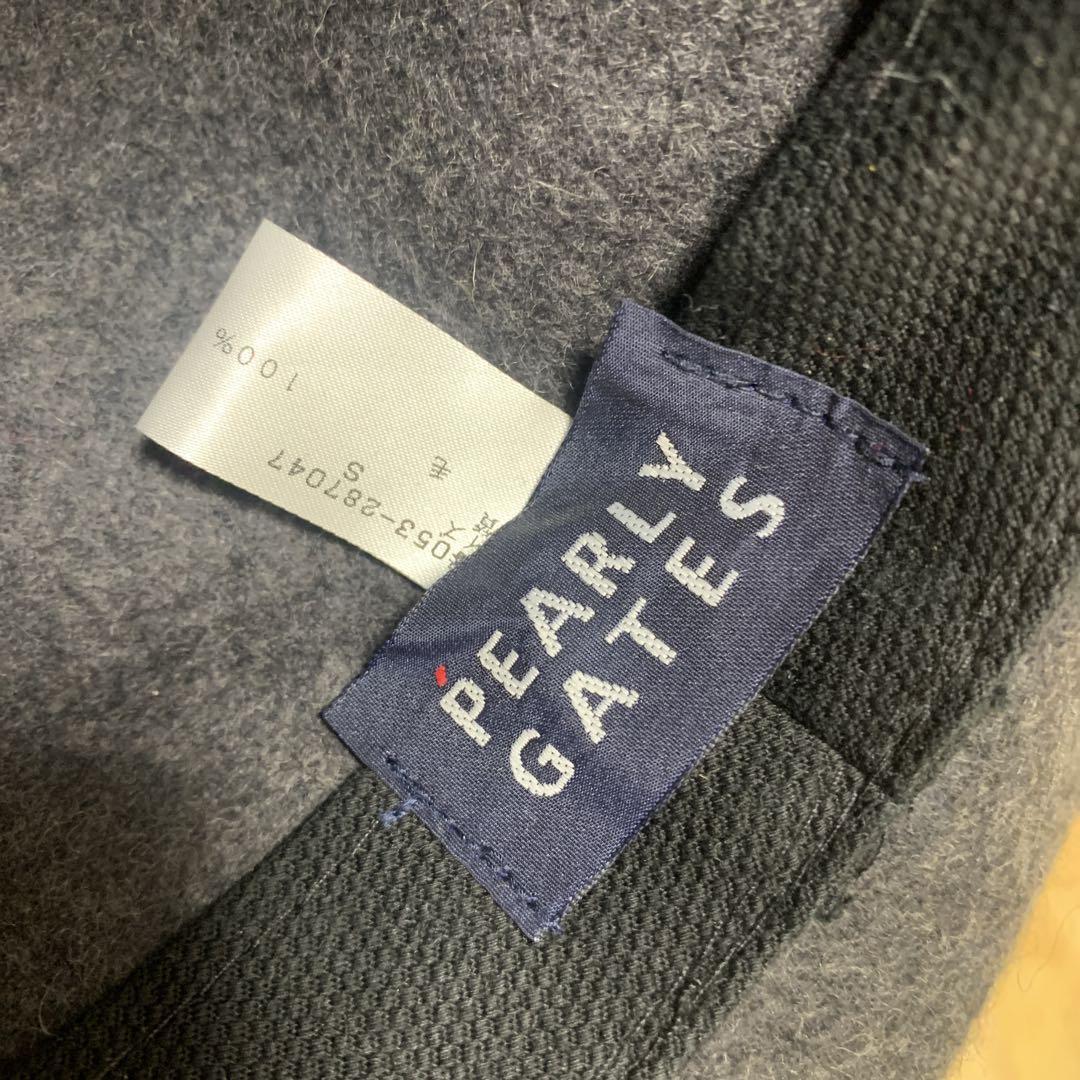 PEARLY
GATES
053-287047
S
毛
100%